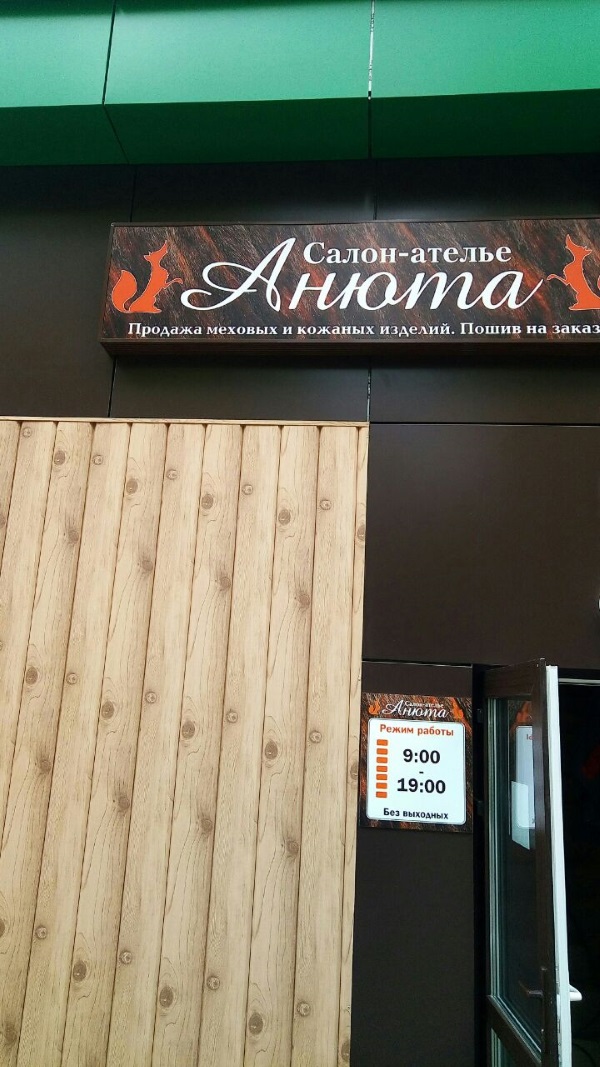 Салон-ателье
Анюта
Продажа меховых и кожаных изделий. Пошив на заказ
Салон-ателье
Анюта
Режим работы
9:00
-
19:00
Без выходных